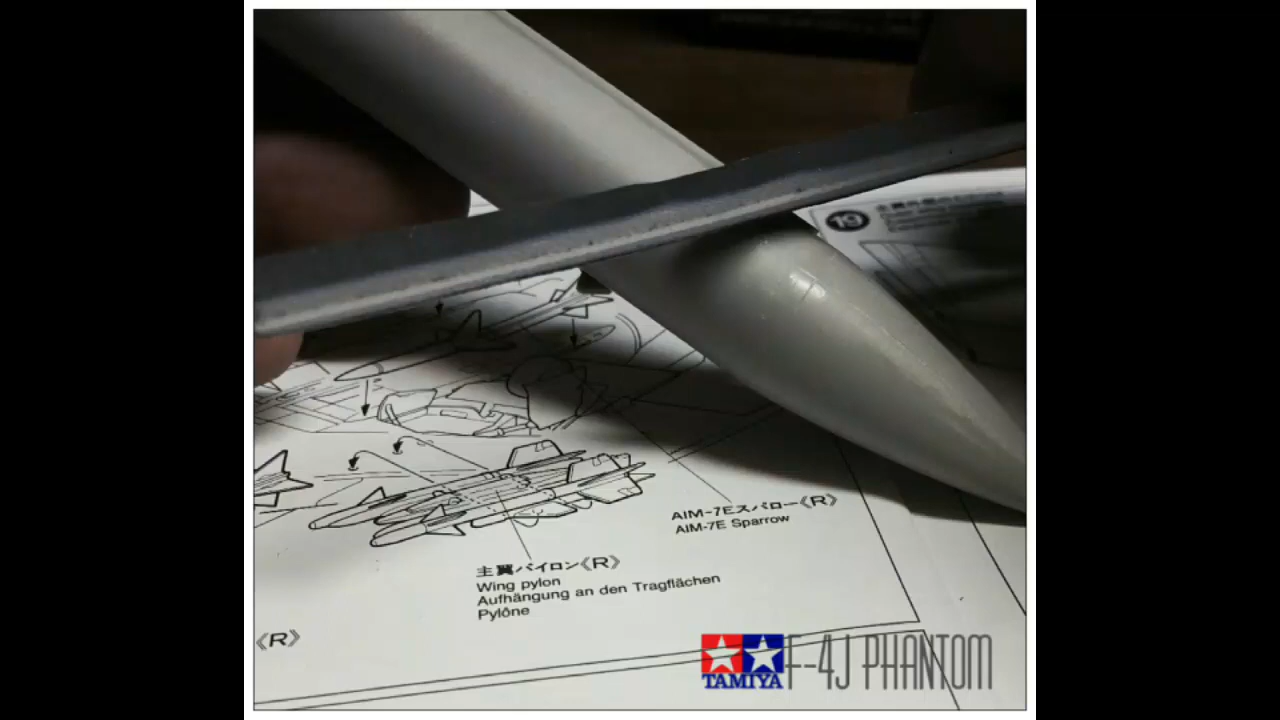 19
AIM-7Eスパロー《R》
AIM-7E Sparrow
主翼パイロン《R》
Wing pylon
Aufhängung an den Tragflächen
Pylône
《R》
TAMIYA
F-4J PHANTOM